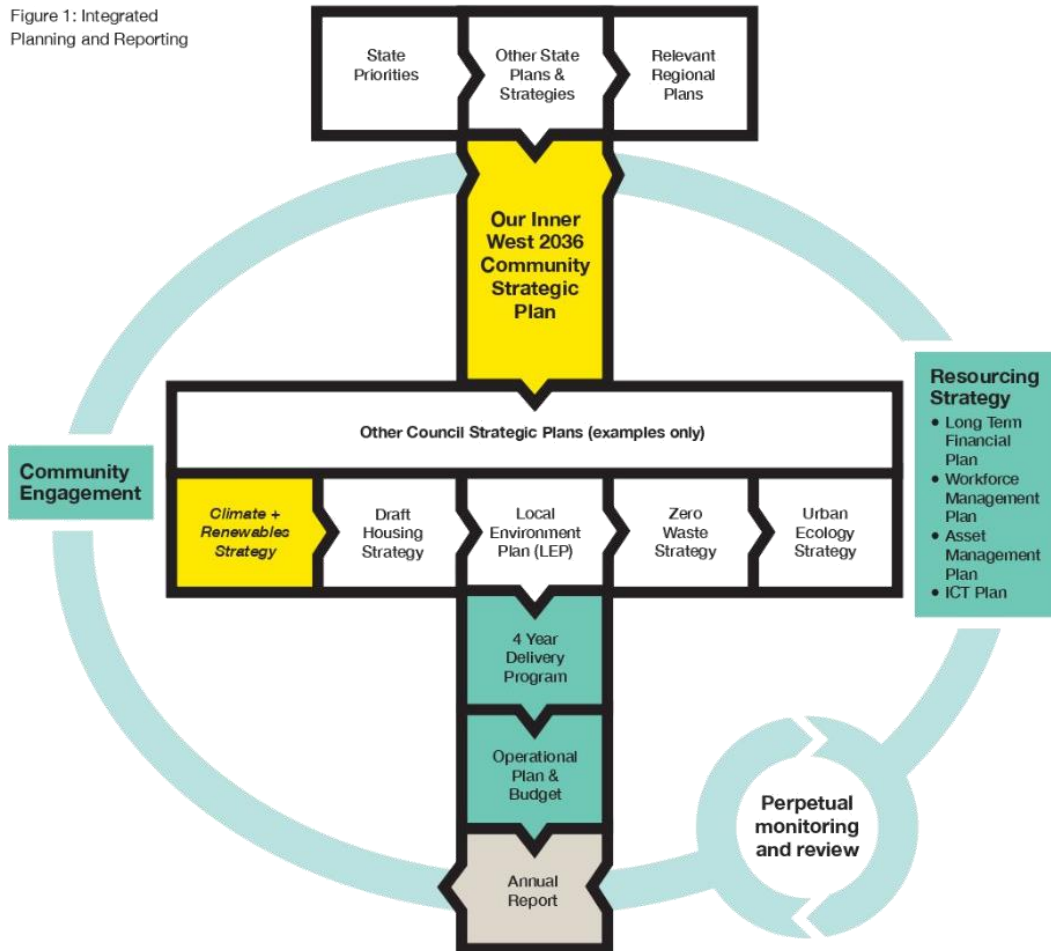 Figure 1: Integrated
Planning and Reporting
State
Priorities
Other State
Plans &
Strategies
Relevant
Regional
Plans
Our Inner
West 2036
Community
Strategic
Plan
Other Council Strategic Plans (examples only)
Climate +
Renewables
Strategy
Draft
Housing
Strategy
Local
Environment
Plan (LEP)
Zero
Waste
Strategy
Urban
Ecology
Strategy
Community
Engagement
Resourcing
Strategy
• Long Term
Financial
Plan
• Workforce
Management
Plan
• Asset
Management
Plan
• ICT Plan
4 Year
Delivery
Program
Operational
Plan &
Budget
Perpetual
monitoring
and review
Annual
Report